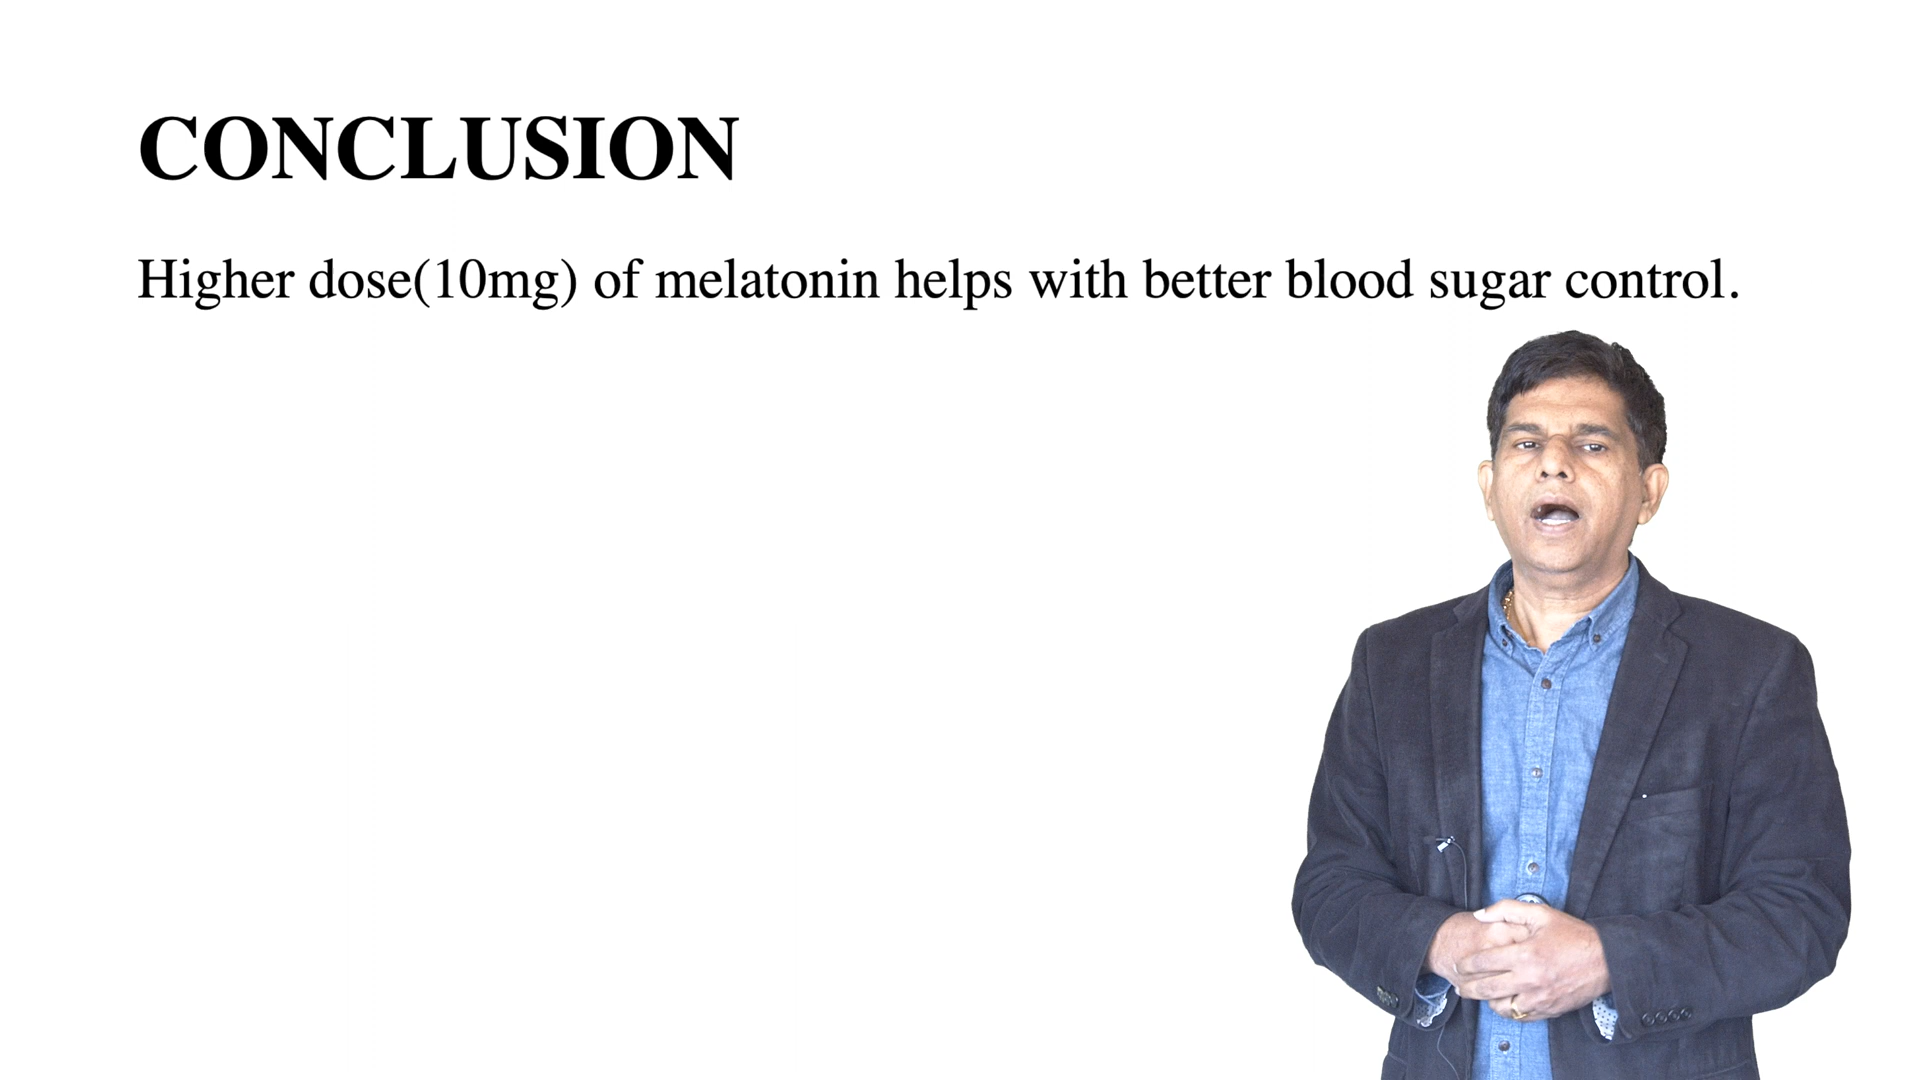 CONCLUSION
Higher dose(10mg) of melatonin helps with better blood sugar control.